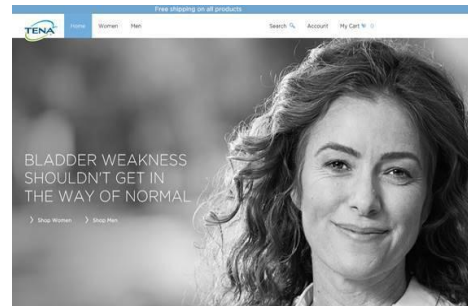 Free shipping on all products
TENA
Home Women Men Search Account My Cart
BLADDER WEAKNESS
SHOULDN'T GET IN
THE WAY OF NORMAL
Shop Women Shop Men